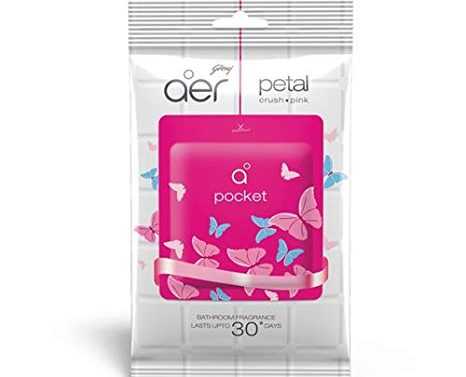 Godrej
aer
petal
crush • pink
a
pocket
BATHROOM FRAGRANCE
LASTS UPTO 30* DAYS